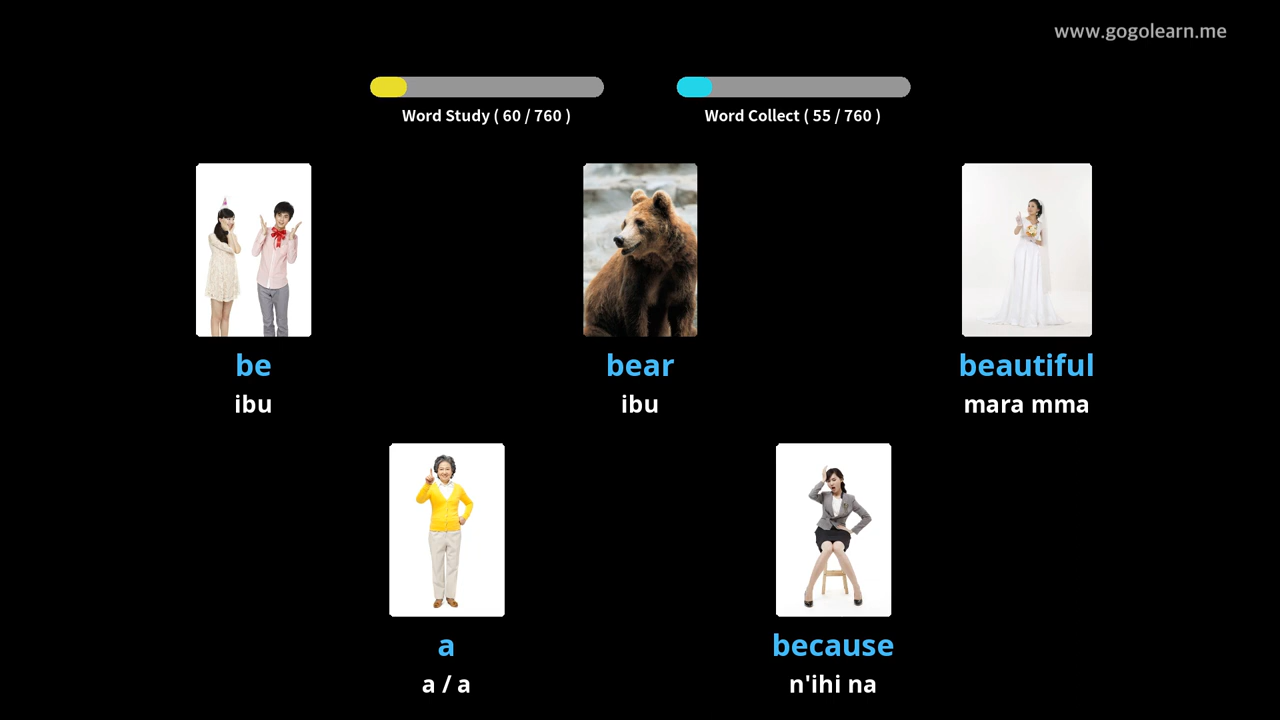 www.gogolearn.me
Word Study ( 60 / 760 )
Word Collect ( 55 / 760 )
be
ibu
bear
ibu
beautiful
mara mma
a
a / a
because
n'ihi na